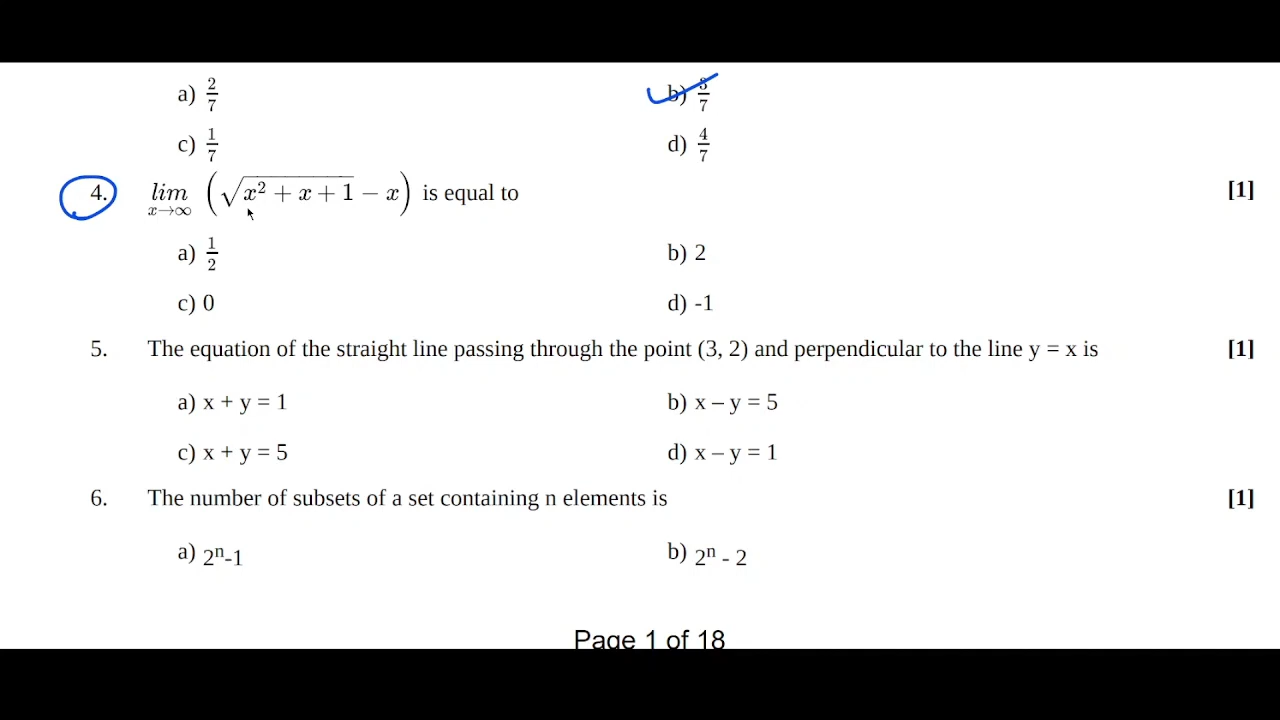 a) 2/7 b) 3/7
c) 1/7 d) 4/7
4. lim x→∞ (√(x² + x + 1) − x) is equal to [1]
a) 1/2 b) 2
c) 0 d) -1
5. The equation of the straight line passing through the point (3, 2) and perpendicular to the line y = x is [1]
a) x + y = 1 b) x – y = 5
c) x + y = 5 d) x – y = 1
6. The number of subsets of a set containing n elements is [1]
a) 2ⁿ-1 b) 2ⁿ - 2
Page 1 of 18